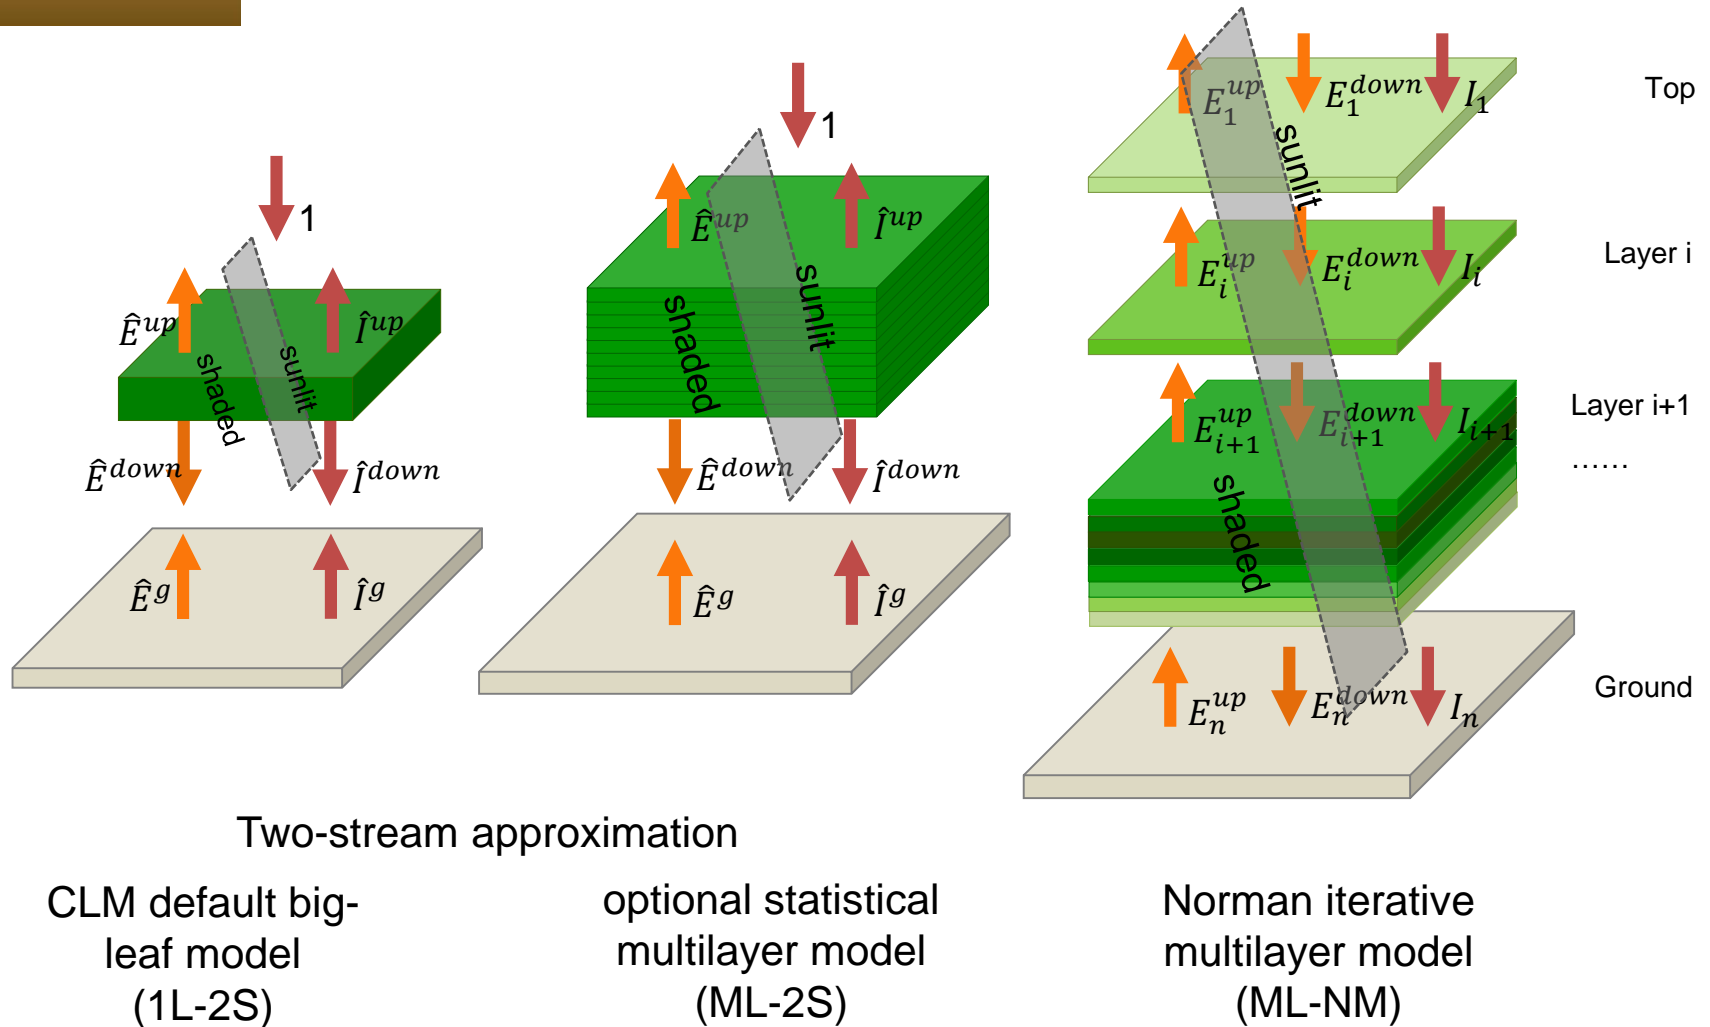 1
Ê^up
Î^up
shaded
sunlit
Ê^down
Î^down
Ê^g
Î^g
1
Ê^up
Î^up
shaded
sunlit
Ê^down
Î^down
Ê^g
Î^g
E_1^up
E_1^down
I_1
Top
sunlit
E_i^up
E_i^down
I_i
Layer i
E_{i+1}^up
E_{i+1}^down
I_{i+1}
Layer i+1
......
shaded
E_n^up
E_n^down
I_n
Ground
Two-stream approximation
CLM default big-
leaf model
(1L-2S)
optional statistical
multilayer model
(ML-2S)
Norman iterative
multilayer model
(ML-NM)